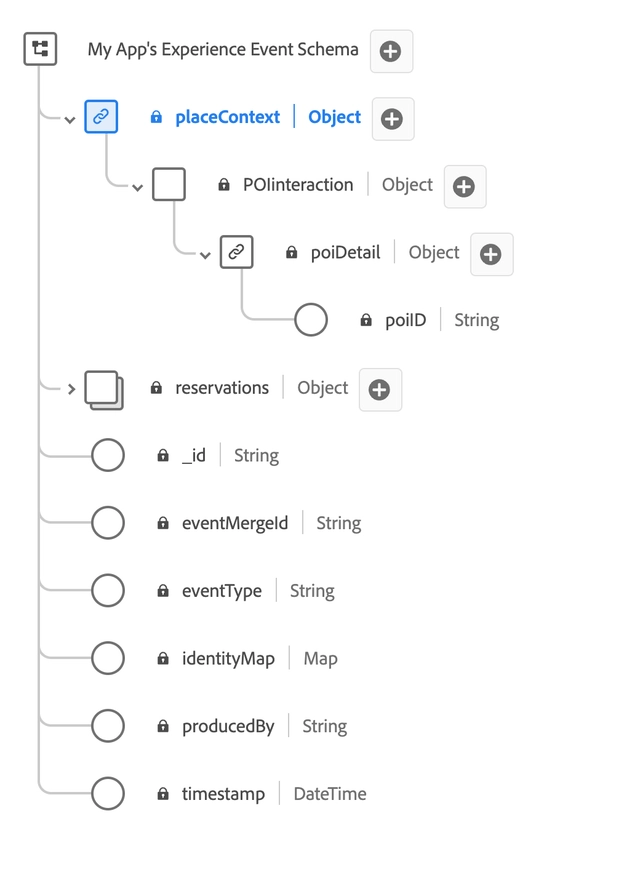 My App's Experience Event Schema
placeContext Object
POIinteraction Object
poiDetail Object
poiID String
reservations Object
_id String
eventMergeId String
eventType String
identityMap Map
producedBy String
timestamp DateTime